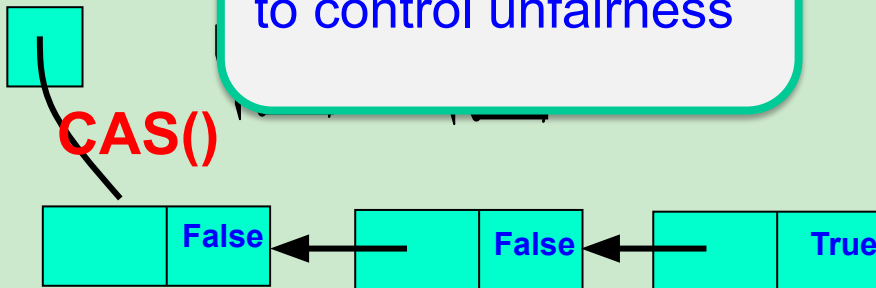 to control unfairness
CAS()
False
False
True